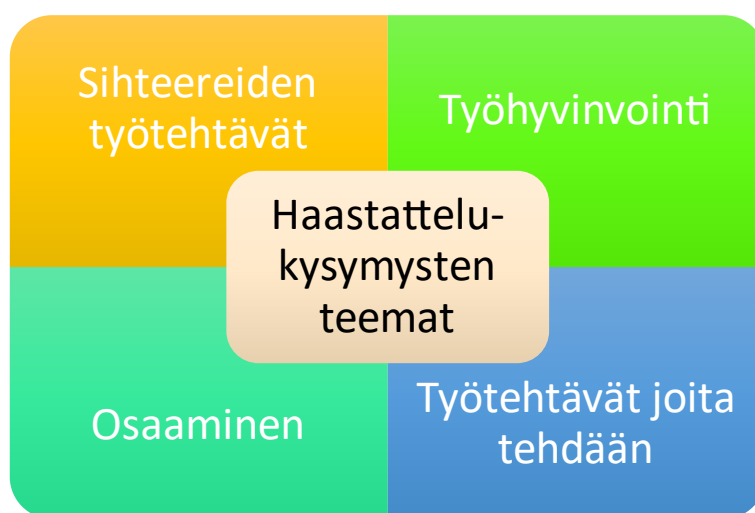 Sihteereiden
työtehtävät
Työhyvinvointi
Haastattelu-
kysymysten
teemat
Osaaminen
Työtehtävät joita
tehdään